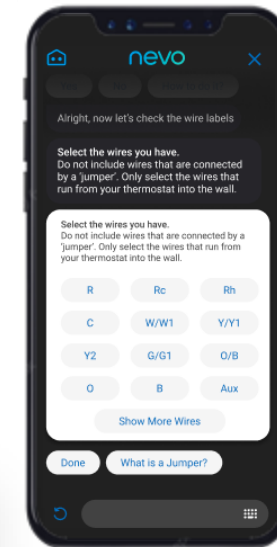 nevo
Alright, now let's check the wire labels
Select the wires you have.
Do not include wires that are connected
by a 'jumper'. Only select the wires that
run from your thermostat into the wall.
Select the wires you have.
Do not include wires that are connected by a
'jumper'. Only select the wires that run from
your thermostat into the wall.
R Rc Rh
C W/W1 Y/Y1
Y2 G/G1 O/B
O B Aux
Show More Wires
Done What is a Jumper?